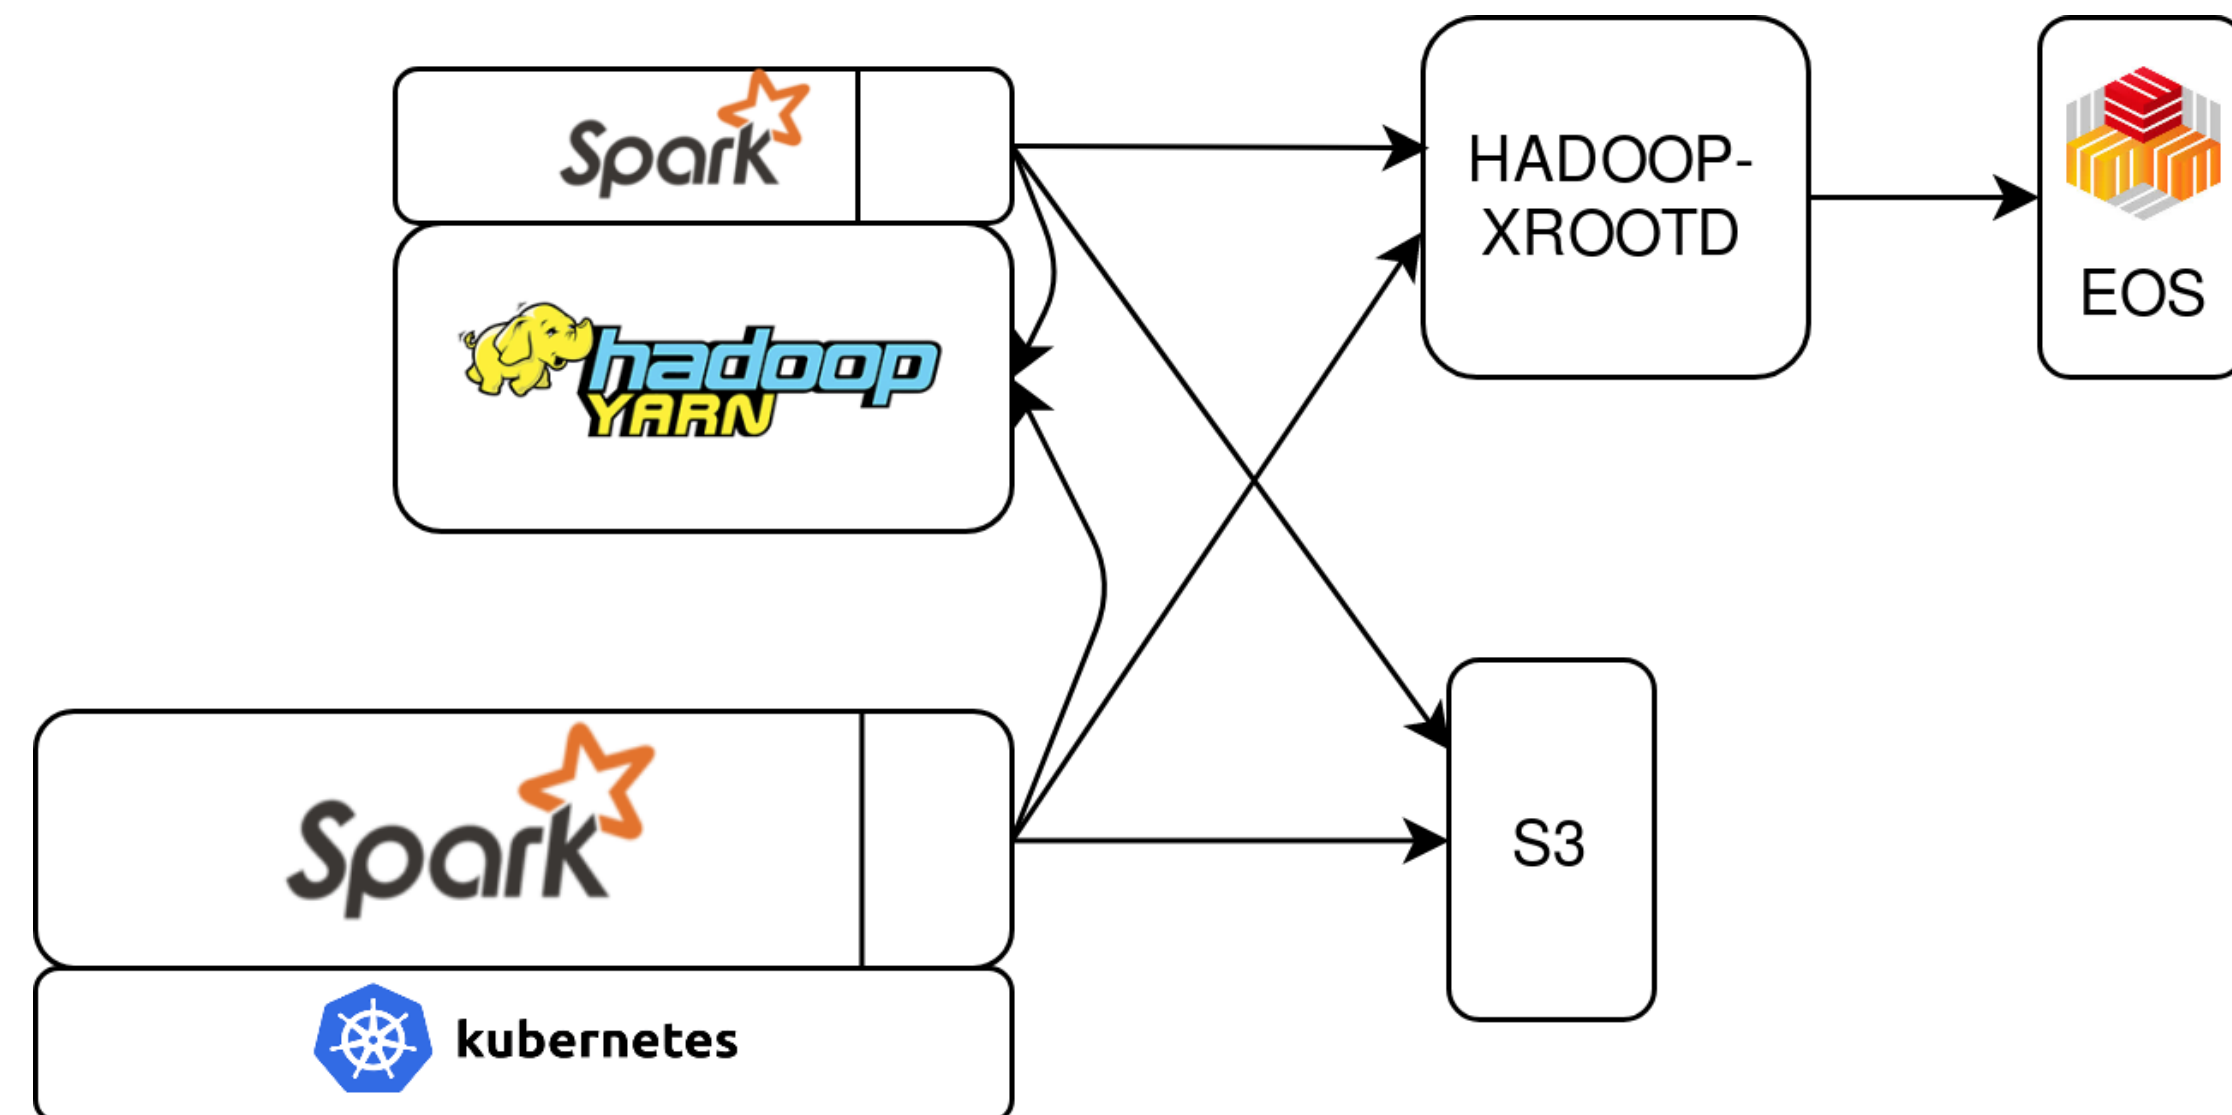 Spark
hadoop
YARN
HADOOP-
XROOTD
EOS
Spark
kubernetes
S3